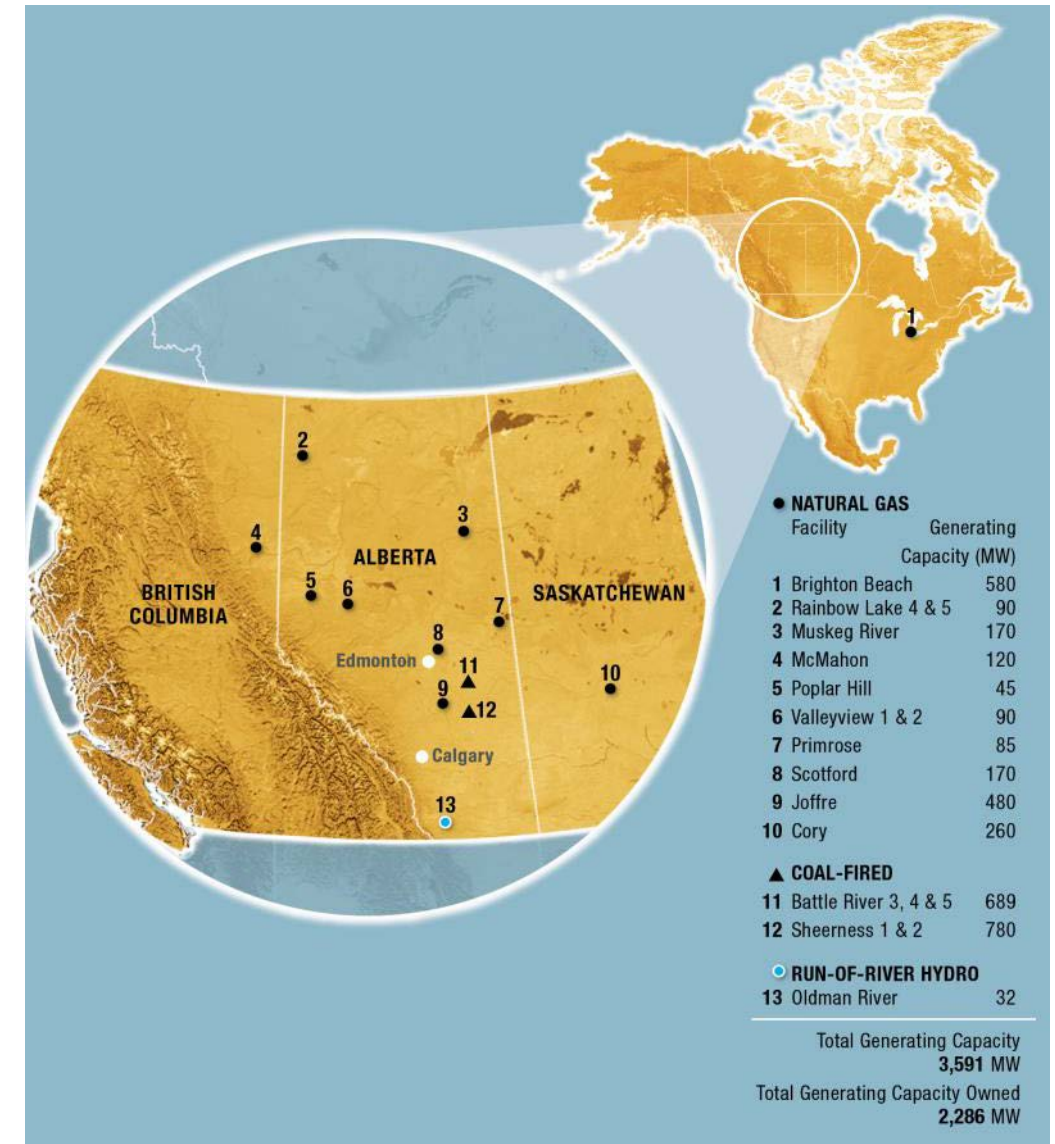 1
2
3
4
ALBERTA
5
6
BRITISH
COLUMBIA
7
SASKATCHEWAN
8
Edmonton
11
10
9
12
Calgary
13
NATURAL GAS
Facility Generating
Capacity (MW)
1 Brighton Beach 580
2 Rainbow Lake 4 & 5 90
3 Muskeg River 170
4 McMahon 120
5 Poplar Hill 45
6 Valleyview 1 & 2 90
7 Primrose 85
8 Scotford 170
9 Joffre 480
10 Cory 260
COAL-FIRED
11 Battle River 3, 4 & 5 689
12 Sheerness 1 & 2 780
RUN-OF-RIVER HYDRO
13 Oldman River 32
Total Generating Capacity
3,591 MW
Total Generating Capacity Owned
2,286 MW